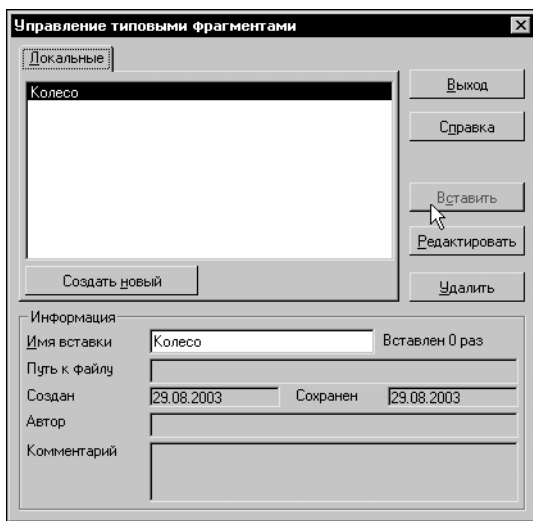 Управление типовыми фрагментами
Локальные
Колесо
Создать новый
Выход
Справка
Вставить
Редактировать
Удалить
Информация
Имя вставки Колесо Вставлен 0 раз
Путь к файлу
Создан 29.08.2003 Сохранен 29.08.2003
Автор
Комментарий